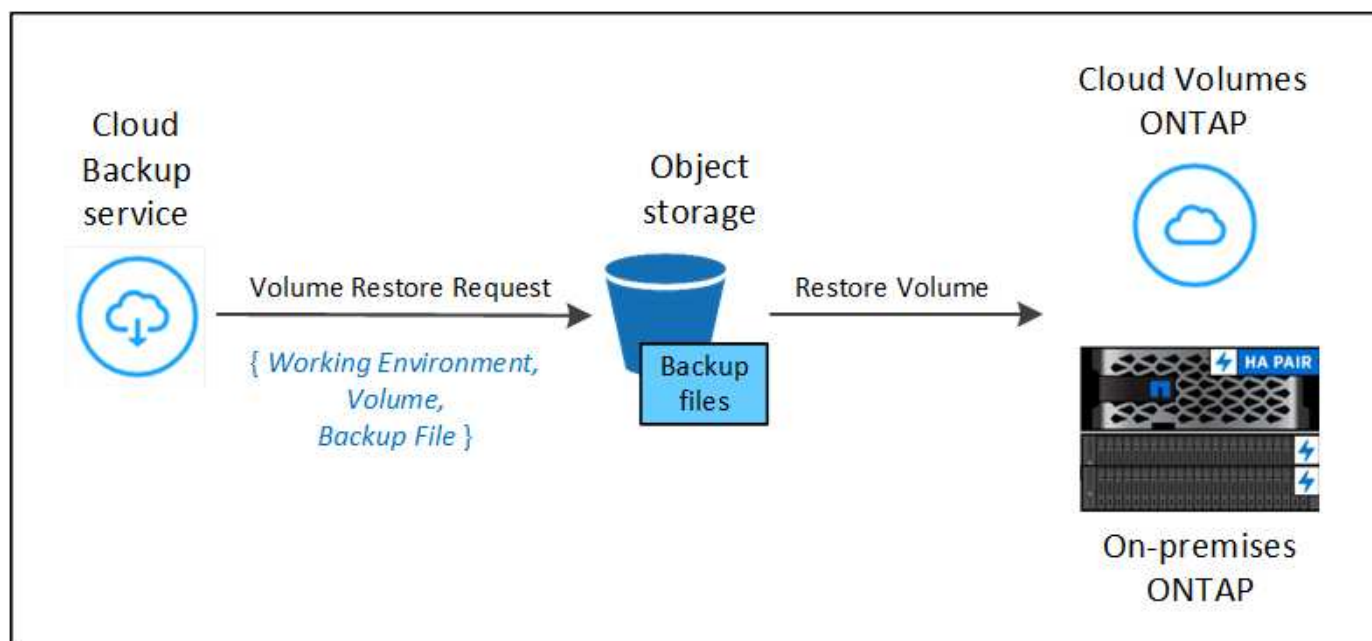 Cloud
Backup
service
Volume Restore Request
{ Working Environment,
Volume,
Backup File }
Object
storage
Backup
files
Restore Volume
Cloud Volumes
ONTAP
HA PAIR
On-premises
ONTAP